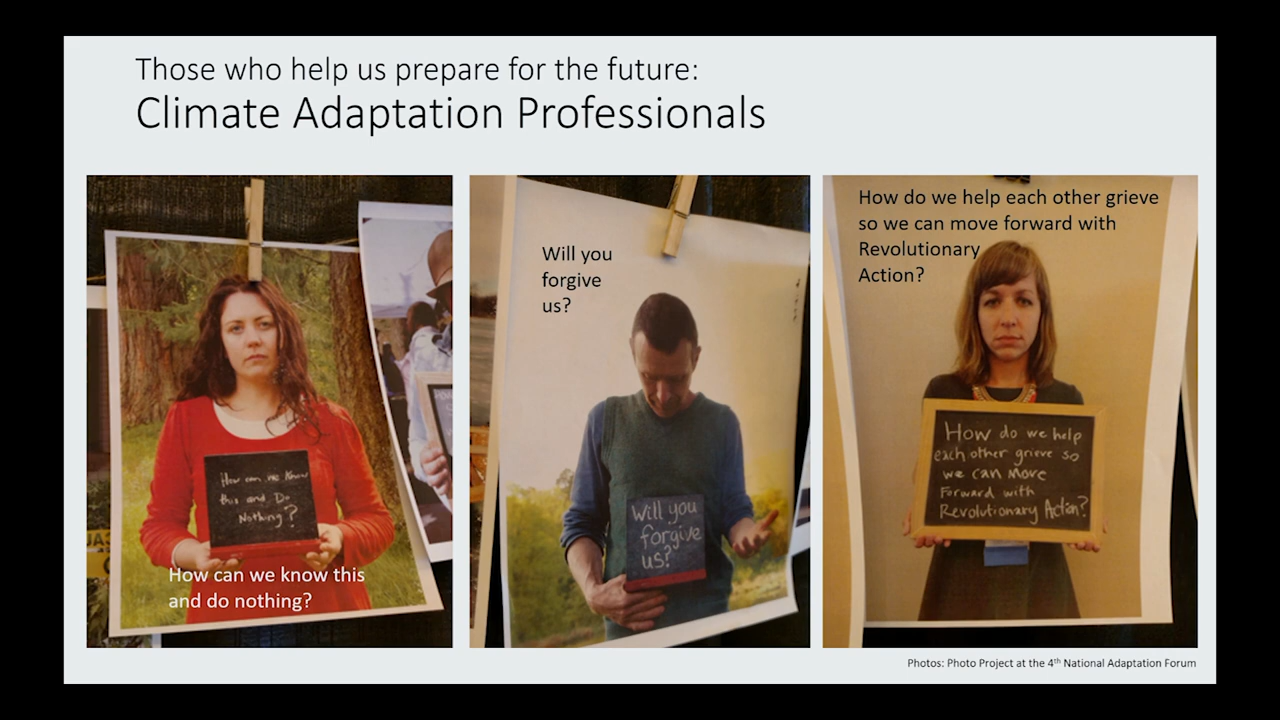 Those who help us prepare for the future:
Climate Adaptation Professionals
How can we know
this and Do
Nothing?
How can we know this
and do nothing?
Will you
forgive
us?
Will you
forgive
us?
How do we help each other grieve
so we can move forward with
Revolutionary
Action?
How do we help
each other grieve so
we can move
Forward with
Revolutionary Action?
Photos: Photo Project at the 4th National Adaptation Forum